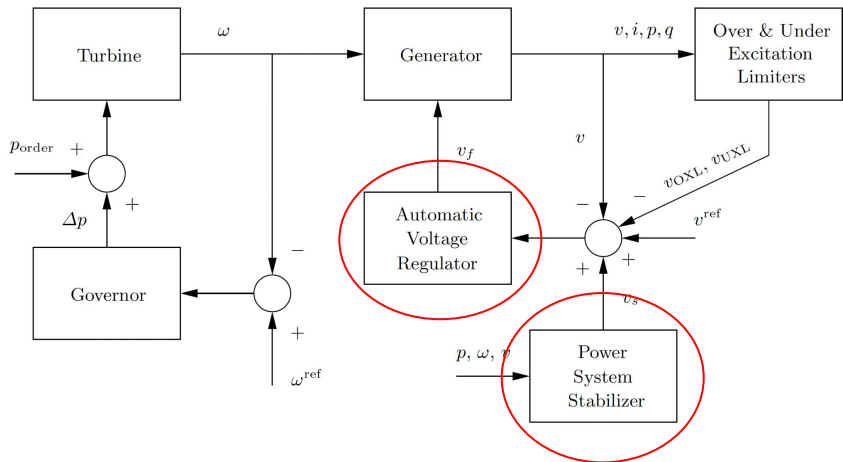 ω
v, i, p, q
Turbine
Generator
Over & Under
Excitation
Limiters
p_order
+
v_f
v
v_OXL, v_UXL
+
Δp
Automatic
Voltage
Regulator
−
−
v^ref
+
+
−
Governor
+
ω^ref
v_s
p, ω, v
Power
System
Stabilizer